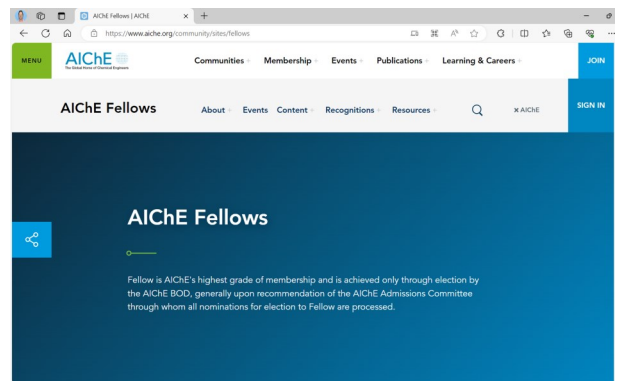 AIChE Fellows | AIChE
https://www.aiche.org/community/sites/fellows
MENU
AIChE
The Global Home of Chemical Engineers
Communities
Membership
Events
Publications
Learning & Careers
JOIN
AIChE Fellows
About
Events
Content
Recognitions
Resources
× AIChE
SIGN IN
AIChE Fellows
Fellow is AIChE's highest grade of membership and is achieved only through election by
the AIChE BOD, generally upon recommendation of the AIChE Admissions Committee
through whom all nominations for election to Fellow are processed.